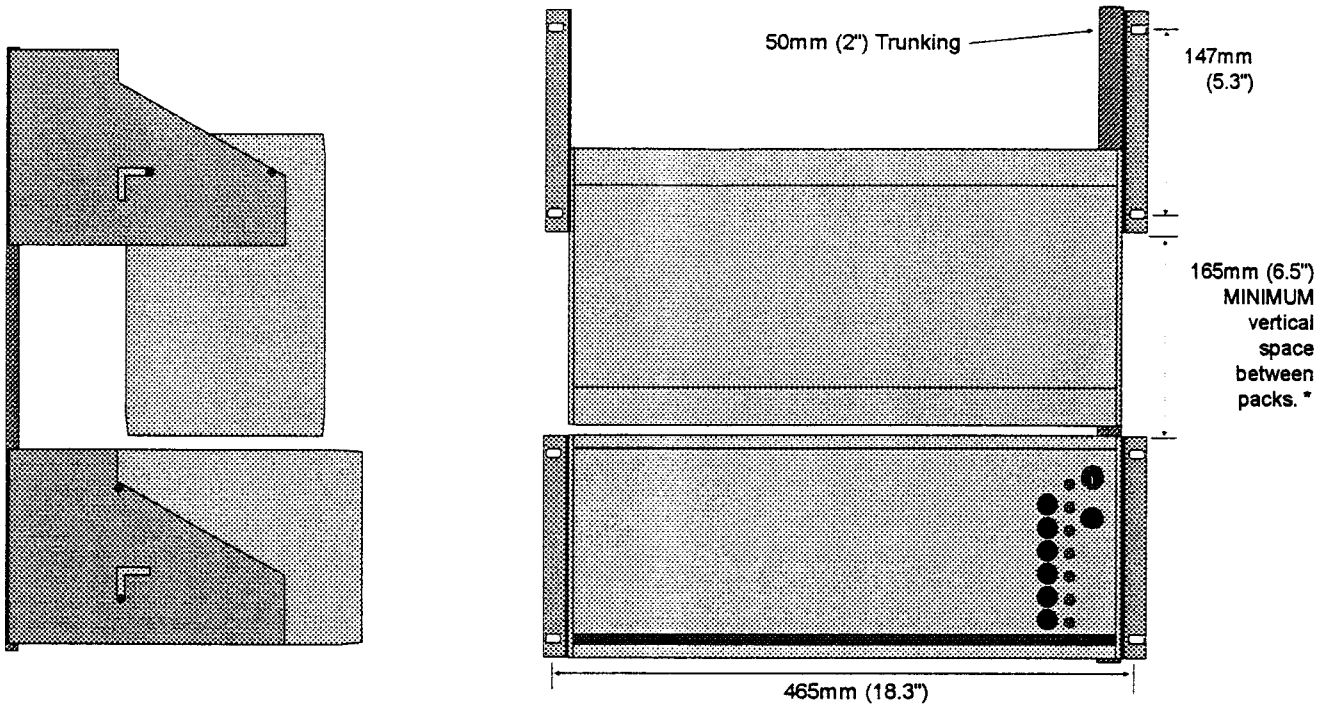 50mm (2") Trunking
147mm
(5.3")
165mm (6.5")
MINIMUM
vertical
space
between
packs. *
465mm (18.3")